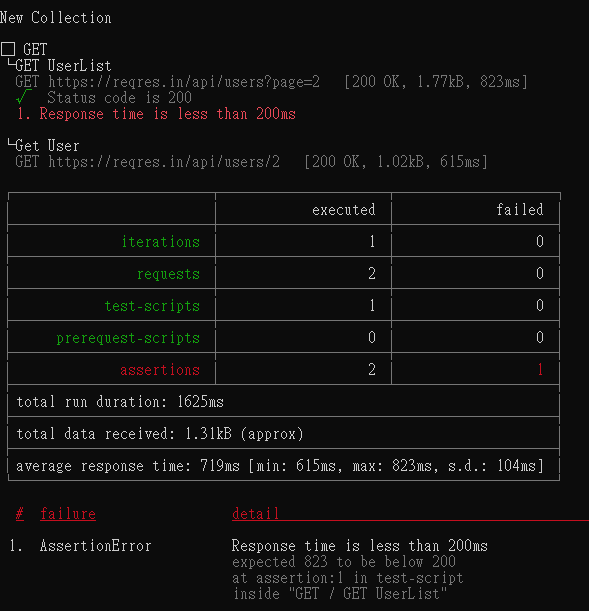 New Collection
GET
GET UserList
GET https://reqres.in/api/users?page=2 [200 OK, 1.77kB, 823ms]
√ Status code is 200
1. Response time is less than 200ms
Get User
GET https://reqres.in/api/users/2 [200 OK, 1.02kB, 615ms]
executed failed
iterations 1 0
requests 2 0
test-scripts 1 0
prerequest-scripts 0 0
assertions 2 1
total run duration: 1625ms
total data received: 1.31kB (approx)
average response time: 719ms [min: 615ms, max: 823ms, s.d.: 104ms]
# failure detail
1. AssertionError Response time is less than 200ms
expected 823 to be below 200
at assertion:1 in test-script
inside "GET / GET UserList"